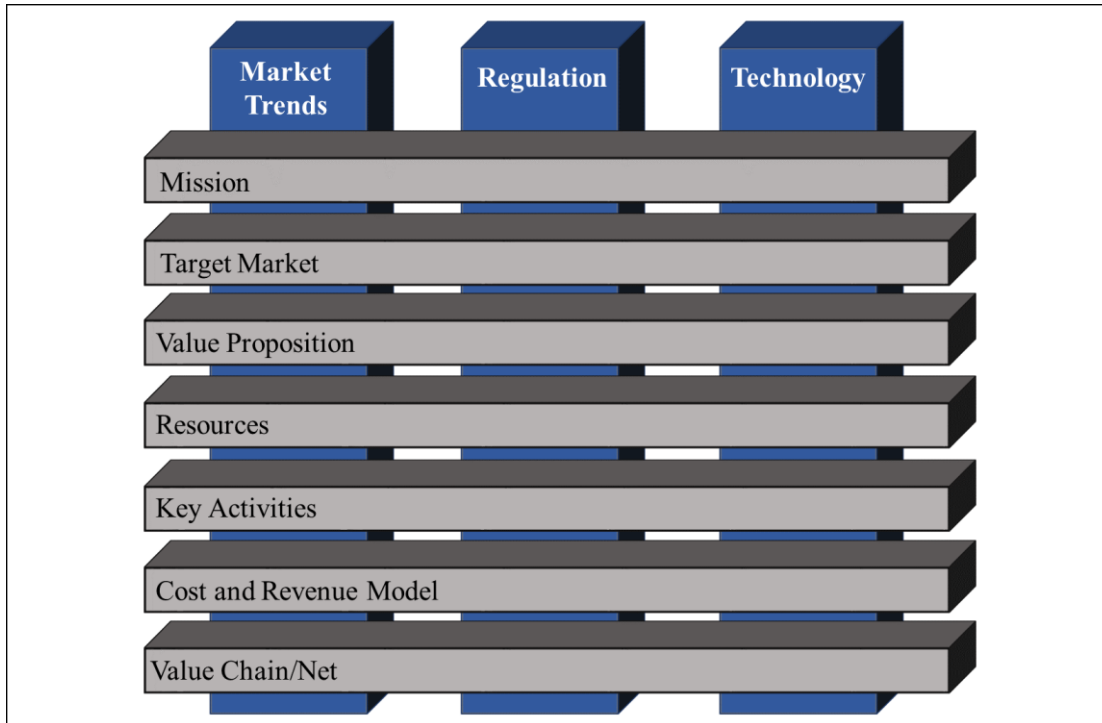 Market
Trends
Regulation
Technology
Mission
Target Market
Value Proposition
Resources
Key Activities
Cost and Revenue Model
Value Chain/Net